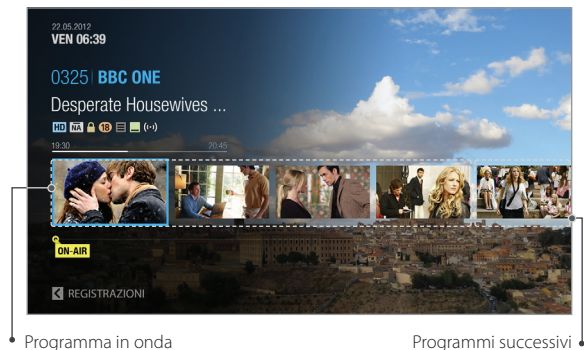 22.05.2012
VEN 06:39
0325 | BBC ONE
Desperate Housewives ...
HD NA 18
19:30 20:45
ON-AIR
REGISTRAZIONI
Programma in onda Programmi successivi